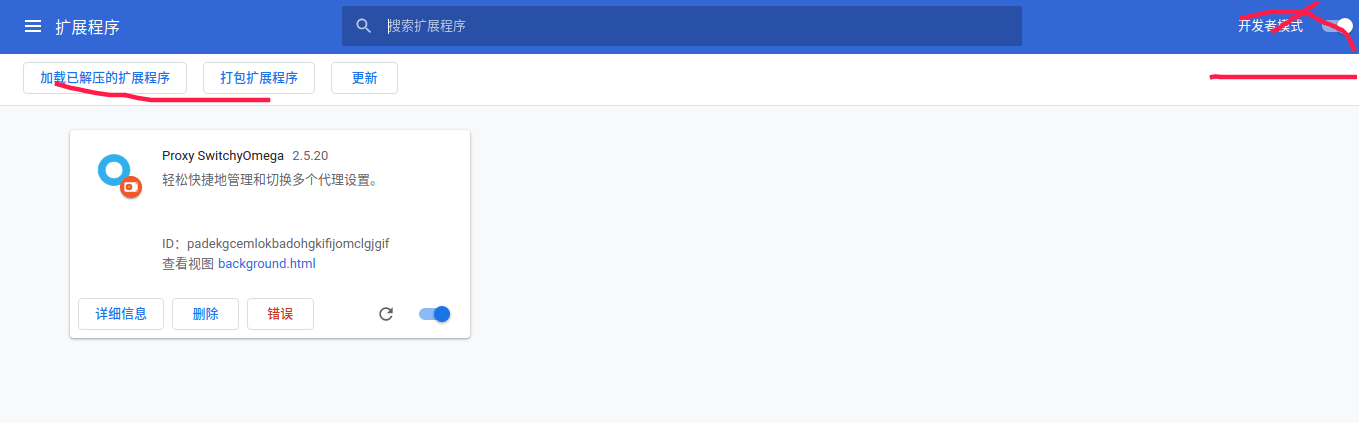 扩展程序
搜索扩展程序
开发者模式
加载已解压的扩展程序
打包扩展程序
更新
Proxy SwitchyOmega 2.5.20
轻松快捷地管理和切换多个代理设置。
ID：padekgcemlokbadohgkifijomclgjgif
查看视图 background.html
详细信息
删除
错误